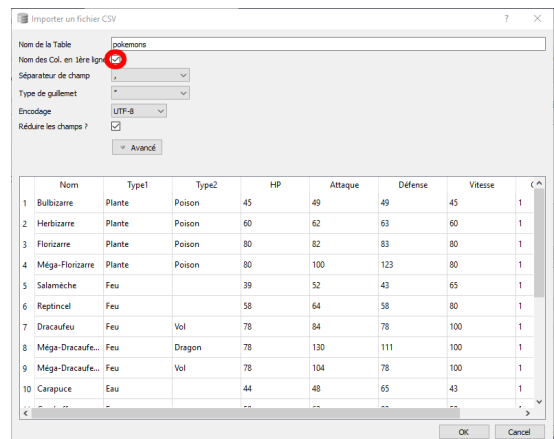 Importer un fichier CSV ? ×
Nom de la Table pokemons
Nom des Col. en 1ère ligne
Séparateur de champ ,
Type de guillemet "
Encodage UTF-8
Réduire les champs ?
Avancé
Nom Type1 Type2 HP Attaque Défense Vitesse
1 Bulbizarre Plante Poison 45 49 49 45 1
2 Herbizarre Plante Poison 60 62 63 60 1
3 Florizarre Plante Poison 80 82 83 80 1
4 Méga-Florizarre Plante Poison 80 100 123 80 1
5 Salamèche Feu 39 52 43 65 1
6 Reptincel Feu 58 64 58 80 1
7 Dracaufeu Feu Vol 78 84 78 100 1
8 Méga-Dracaufe... Feu Dragon 78 130 111 100 1
9 Méga-Dracaufe... Feu Vol 78 104 78 100 1
10 Carapuce Eau 44 48 65 43 1
OK Cancel